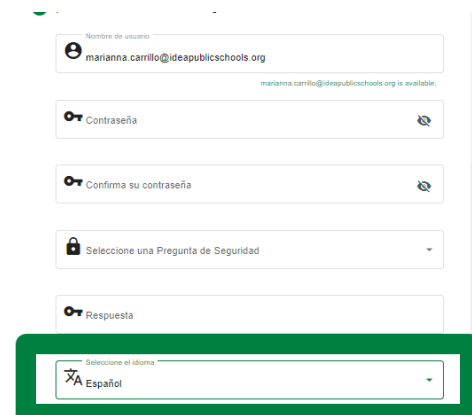 Nombre de usuario
marianna.carrillo@ideapublicschools.org
marianna.carrillo@ideapublicschools.org is available.
Contraseña
Confirma su contraseña
Seleccione una Pregunta de Seguridad
Respuesta
Seleccione el idioma
Español